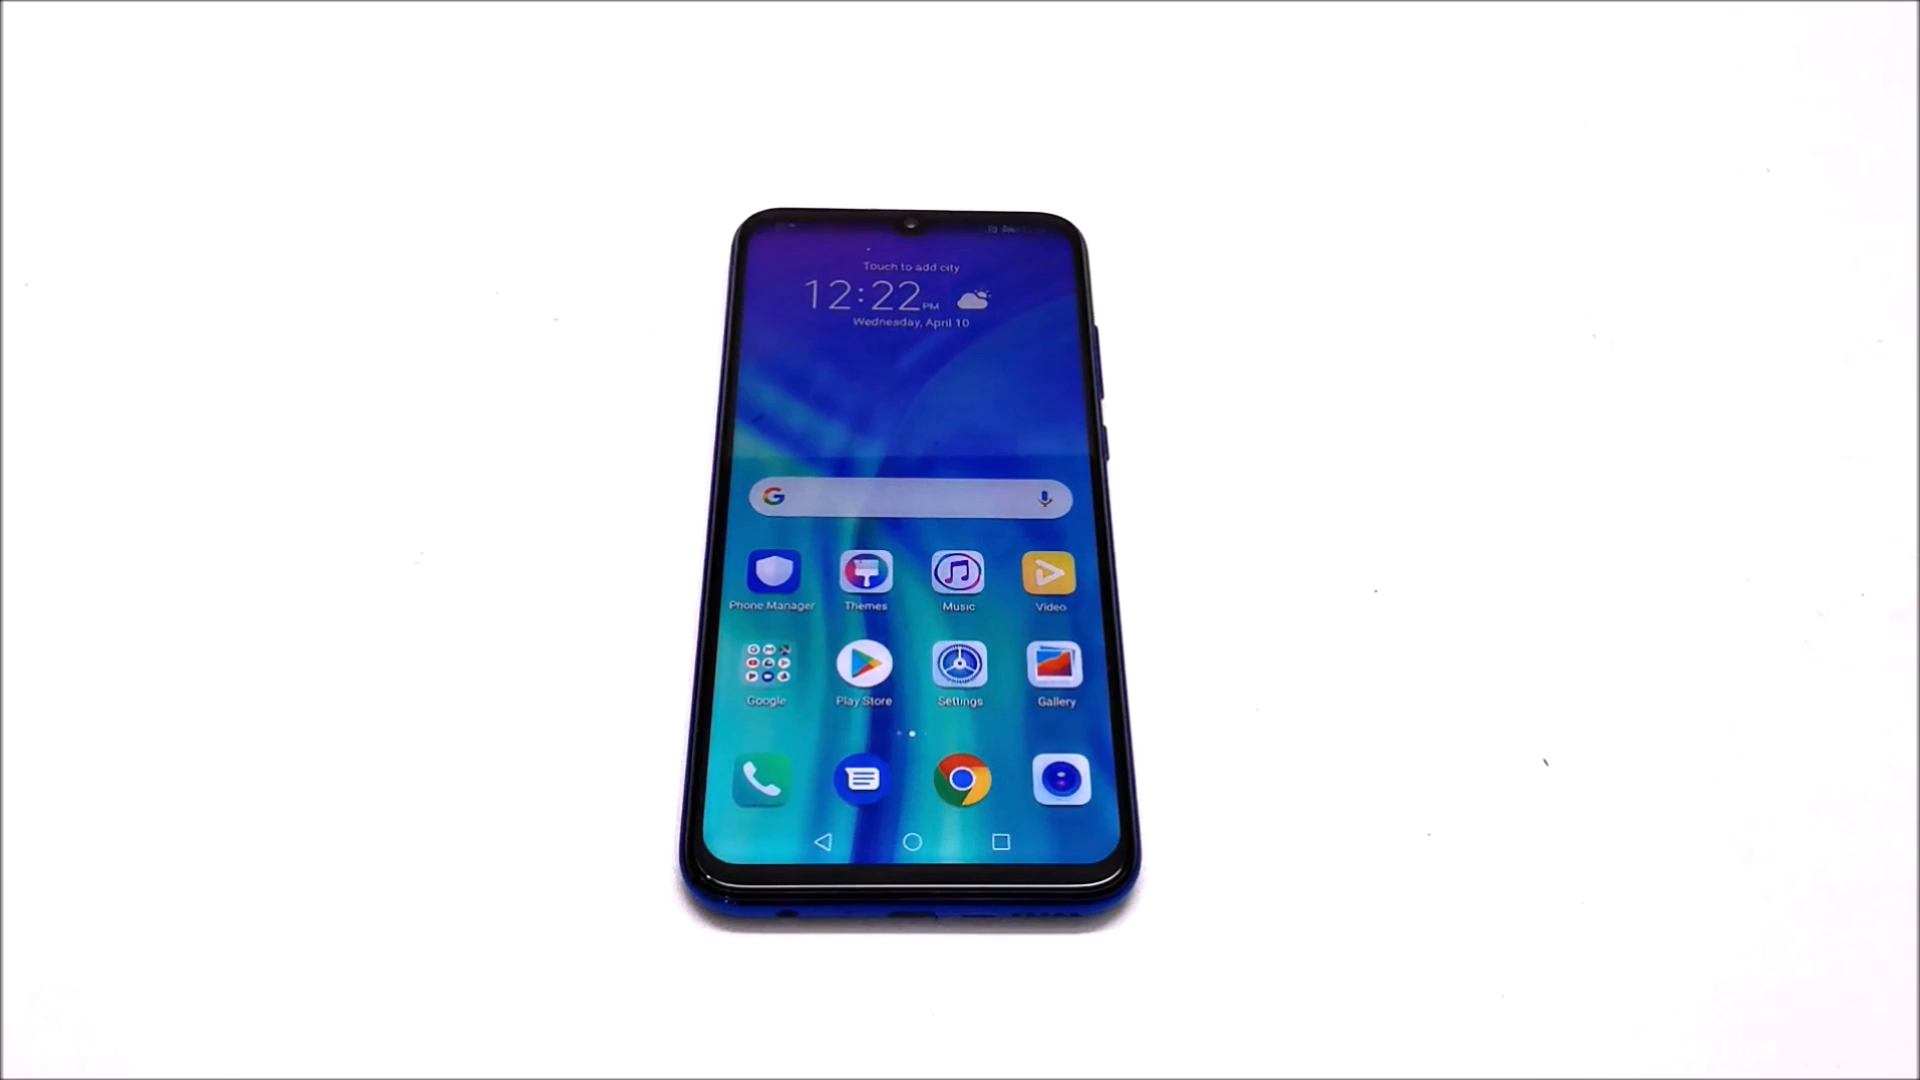 Touch to add city
12:22 PM
Wednesday, April 10
G
Phone Manager Themes Music Video
Google Play Store Settings Gallery